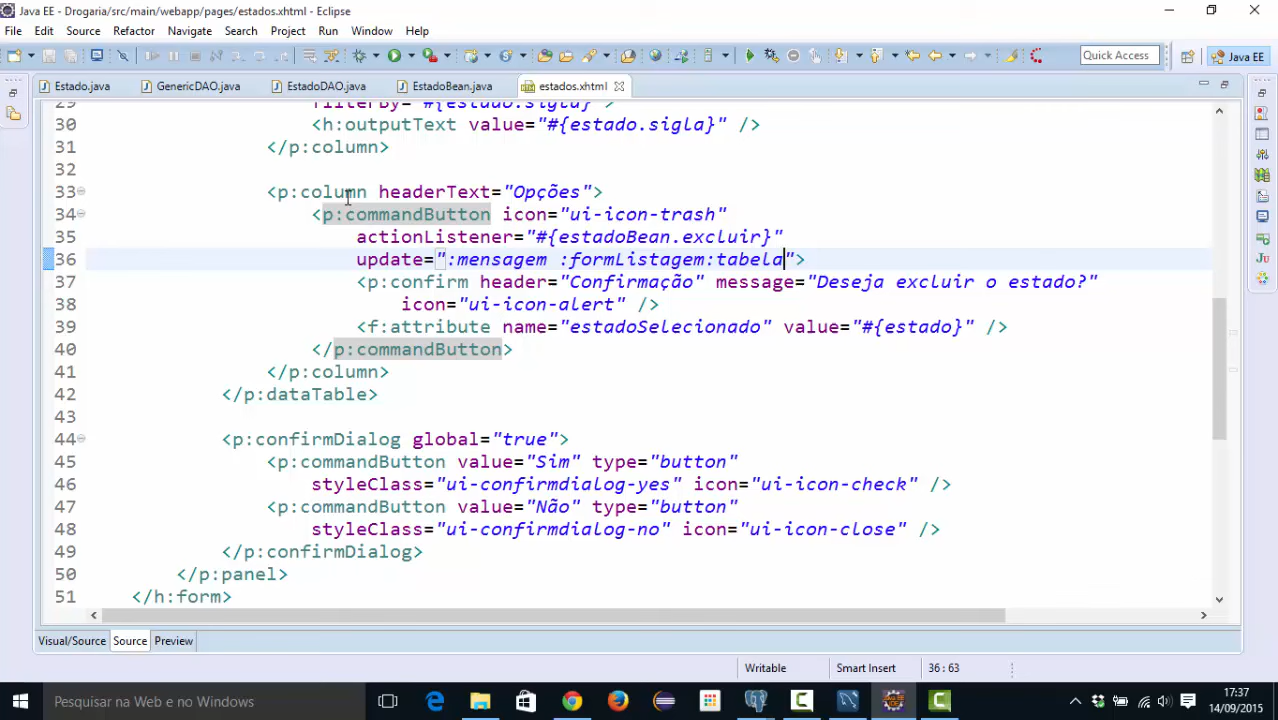 Java EE - Drogaria/src/main/webapp/pages/estados.xhtml - Eclipse
File Edit Source Refactor Navigate Search Project Run Window Help
Quick Access Java EE
Estado.java GenericDAO.java EstadoDAO.java EstadoBean.java estados.xhtml
29 filterBy="#{estado.sigla}">
30 <h:outputText value="#{estado.sigla}" />
31 </p:column>
32
33 <p:column headerText="Opções">
34 <p:commandButton icon="ui-icon-trash"
35 actionListener="#{estadoBean.excluir}"
36 update=":mensagem :formListagem:tabela">
37 <p:confirm header="Confirmação" message="Deseja excluir o estado?"
38 icon="ui-icon-alert" />
39 <f:attribute name="estadoSelecionado" value="#{estado}" />
40 </p:commandButton>
41 </p:column>
42 </p:dataTable>
43
44 <p:confirmDialog global="true">
45 <p:commandButton value="Sim" type="button"
46 styleClass="ui-confirmdialog-yes" icon="ui-icon-check" />
47 <p:commandButton value="Não" type="button"
48 styleClass="ui-confirmdialog-no" icon="ui-icon-close" />
49 </p:confirmDialog>
50 </p:panel>
51 </h:form>
Visual/Source Source Preview
Writable Smart Insert 36 : 63
Pesquisar na Web e no Windows
17:37
14/09/2015